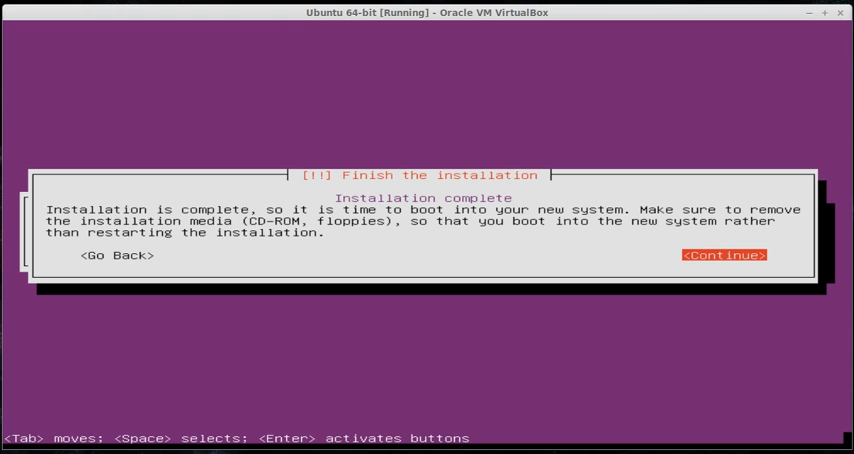 Ubuntu 64-bit [Running] - Oracle VM VirtualBox
[!!] Finish the installation
Installation complete
Installation is complete, so it is time to boot into your new system. Make sure to remove
the installation media (CD-ROM, floppies), so that you boot into the new system rather
than restarting the installation.
<Go Back> <Continue>
<Tab> moves; <Space> selects; <Enter> activates buttons